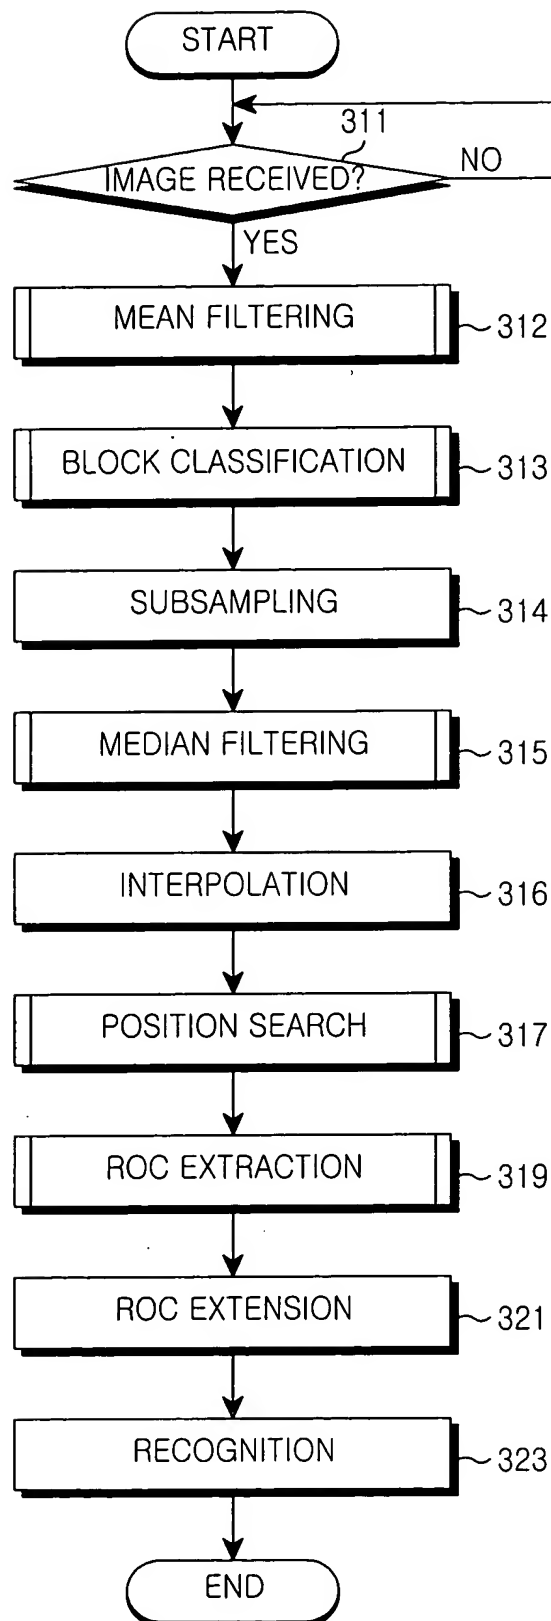 START
311
IMAGE RECEIVED?
NO
YES
MEAN FILTERING
312
BLOCK CLASSIFICATION
313
SUBSAMPLING
314
MEDIAN FILTERING
315
INTERPOLATION
316
POSITION SEARCH
317
ROC EXTRACTION
319
ROC EXTENSION
321
RECOGNITION
323
END